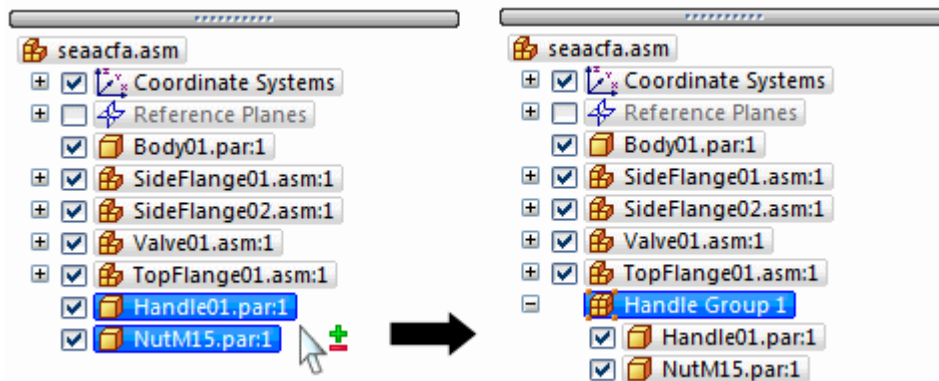 seaacfa.asm
Coordinate Systems
Reference Planes
Body01.par:1
SideFlange01.asm:1
SideFlange02.asm:1
Valve01.asm:1
TopFlange01.asm:1
Handle01.par:1
NutM15.par:1
seaacfa.asm
Coordinate Systems
Reference Planes
Body01.par:1
SideFlange01.asm:1
SideFlange02.asm:1
Valve01.asm:1
TopFlange01.asm:1
Handle Group 1
Handle01.par:1
NutM15.par:1